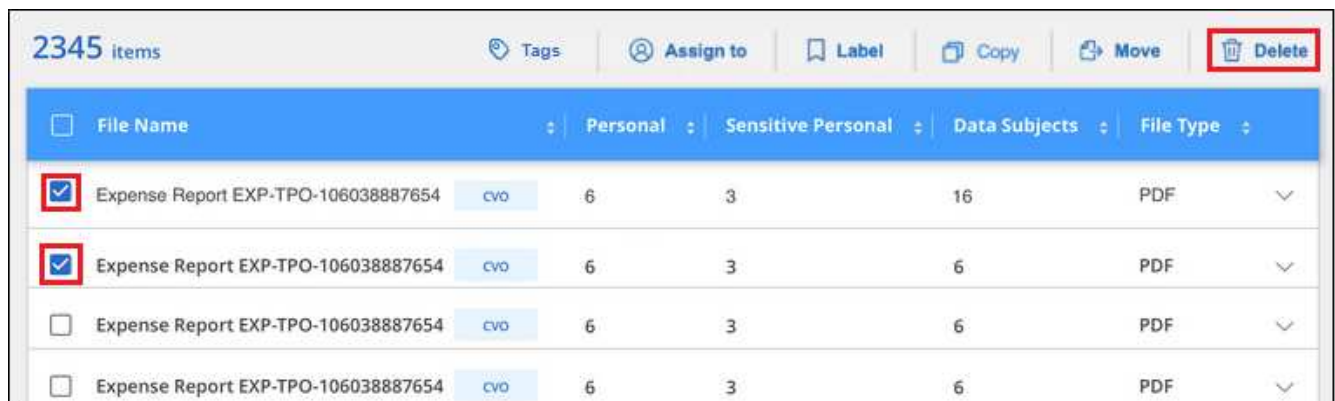 2345 items Tags Assign to Label Copy Move Delete
File Name Personal Sensitive Personal Data Subjects File Type
Expense Report EXP-TPO-106038887654 CVO 6 3 16 PDF
Expense Report EXP-TPO-106038887654 CVO 6 3 6 PDF
Expense Report EXP-TPO-106038887654 CVO 6 3 6 PDF
Expense Report EXP-TPO-106038887654 CVO 6 3 6 PDF